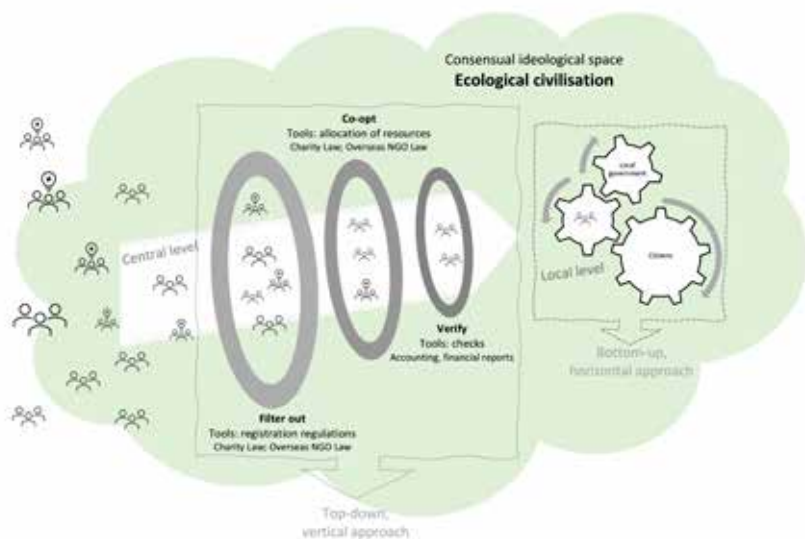 Consensual ideological space
Ecological civilisation
Co-opt
Tools: allocation of resources
Charity Law; Overseas NGO Law
Local
government
Central level
Citizens
Local level
Verify
Tools: checks
Accounting, financial reports
Bottom-up,
horizontal approach
Filter out
Tools: registration regulations
Charity Law; Overseas NGO Law
Top-down,
vertical approach